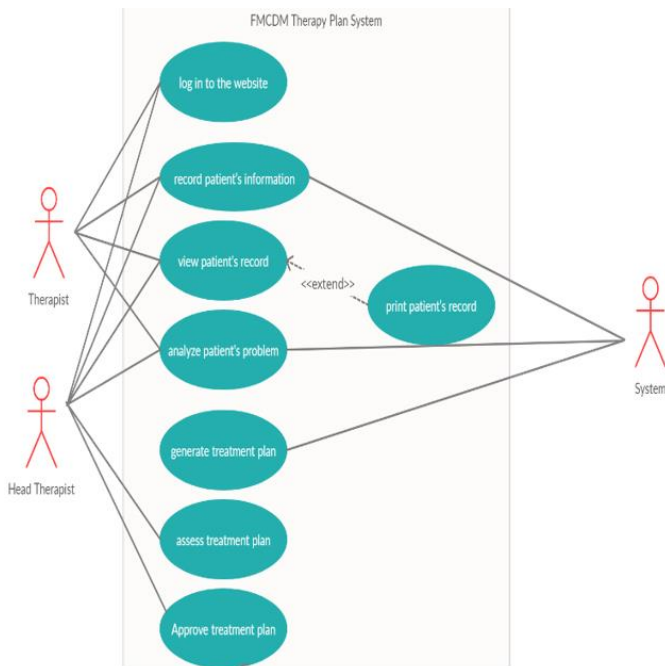 FMCDM Therapy Plan System
log in to the website
record patient's information
view patient's record
<<extend>>
print patient's record
Therapist
analyze patient's problem
System
generate treatment plan
Head Therapist
assess treatment plan
Approve treatment plan